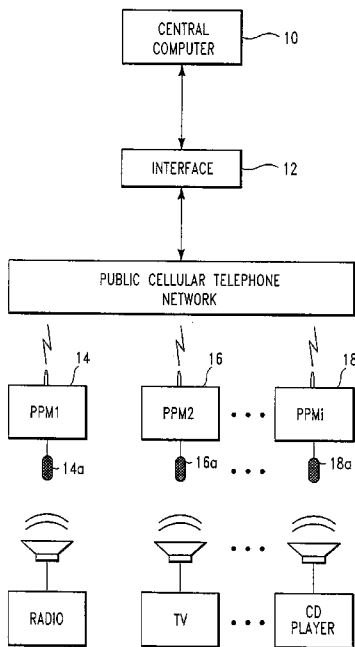 CENTRAL
COMPUTER
10
INTERFACE
12
PUBLIC CELLULAR TELEPHONE
NETWORK
14
16
18
PPM1
PPM2
• • •
PPMi
14a
16a
• • •
18a
• • •
RADIO
TV
• • •
CD
PLAYER